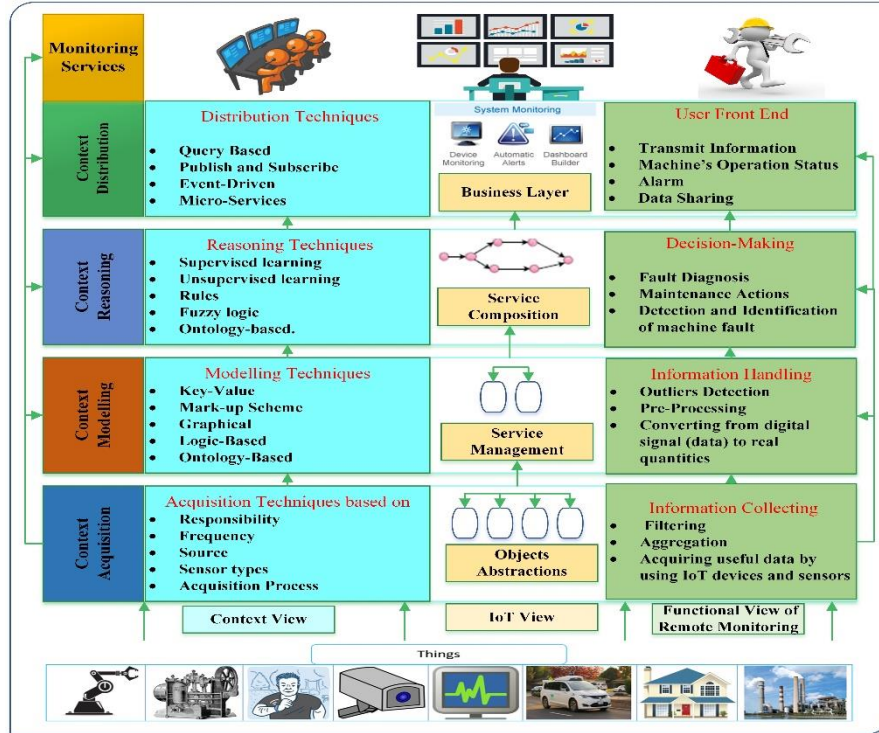 Monitoring
Services
System Monitoring
Device
Monitoring
Automatic
Alerts
Dashboard
Builder
Context
Distribution
Distribution Techniques
• Query Based
• Publish and Subscribe
• Event-Driven
• Micro-Services
Business Layer
User Front End
• Transmit Information
• Machine's Operation Status
• Alarm
• Data Sharing
Context
Reasoning
Reasoning Techniques
• Supervised learning
• Unsupervised learning
• Rules
• Fuzzy logic
• Ontology-based.
Service
Composition
Decision-Making
• Fault Diagnosis
• Maintenance Actions
• Detection and Identification
of machine fault
Context
Modelling
Modelling Techniques
• Key-Value
• Mark-up Scheme
• Graphical
• Logic-Based
• Ontology-Based
Service
Management
Information Handling
• Outliers Detection
• Pre-Processing
• Converting from digital
signal (data) to real
quantities
Context
Acquisition
Acquisition Techniques based on
• Responsibility
• Frequency
• Source
• Sensor types
• Acquisition Process
Objects
Abstractions
Information Collecting
• Filtering
• Aggregation
• Acquiring useful data by
using IoT devices and sensors
Context View
IoT View
Functional View of
Remote Monitoring
Things